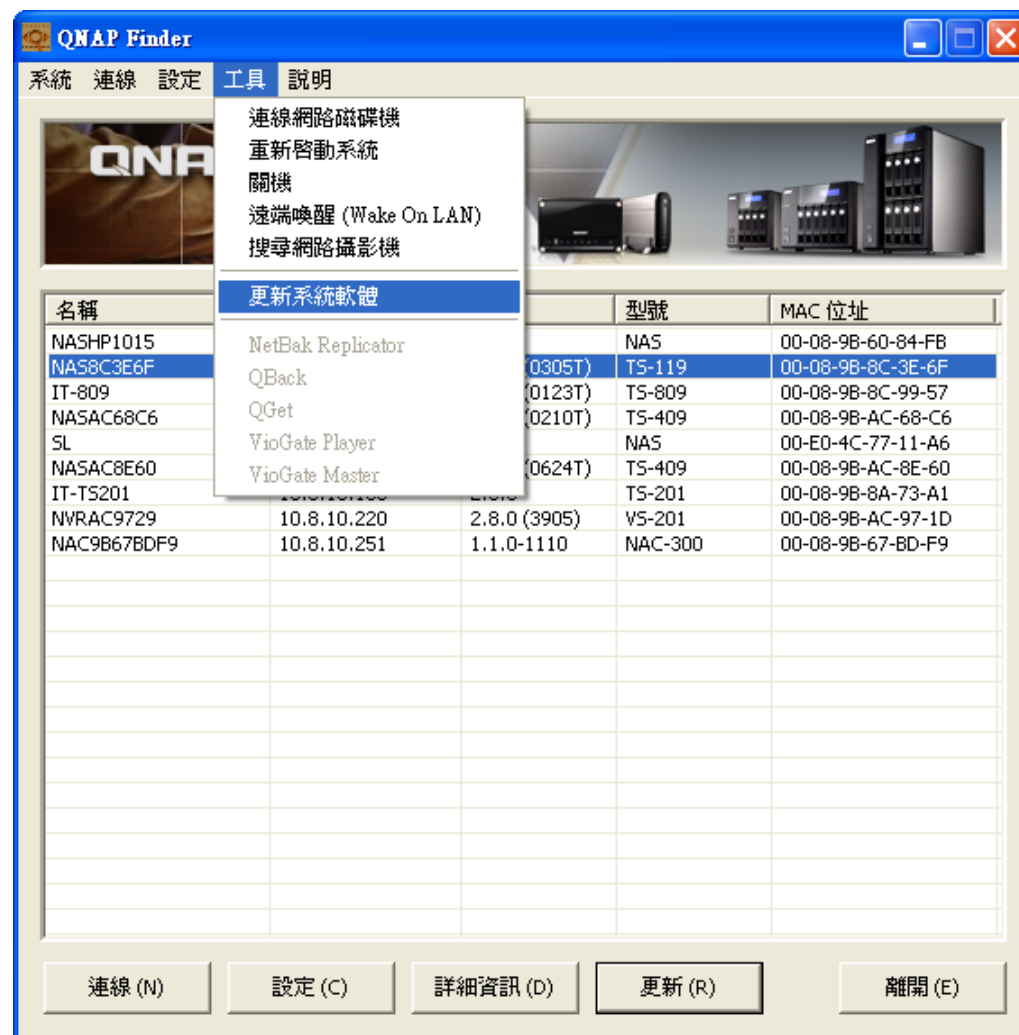 QNAP Finder
系統 連線 設定 工具 說明
連線網路磁碟機
重新啓動系統
關機
遠端喚醒 (Wake On LAN)
搜尋網路攝影機
更新系統軟體
NetBak Replicator
QBack
QGet
VioGate Player
VioGate Master
名稱 型號 MAC 位址
NASHP1015 NAS 00-08-9B-60-84-FB
NAS8C3E6F (0305T) TS-119 00-08-9B-8C-3E-6F
IT-809 (0123T) TS-809 00-08-9B-8C-99-57
NASAC68C6 (0210T) TS-409 00-08-9B-AC-68-C6
SL NAS 00-E0-4C-77-11-A6
NASAC8E60 (0624T) TS-409 00-08-9B-AC-8E-60
IT-TS201 TS-201 00-08-9B-8A-73-A1
NVRAC9729 10.8.10.220 2.8.0 (3905) VS-201 00-08-9B-AC-97-1D
NAC9B67BDF9 10.8.10.251 1.1.0-1110 NAC-300 00-08-9B-67-BD-F9
連線 (N) 設定 (C) 詳細資訊 (D) 更新 (R) 離開 (E)